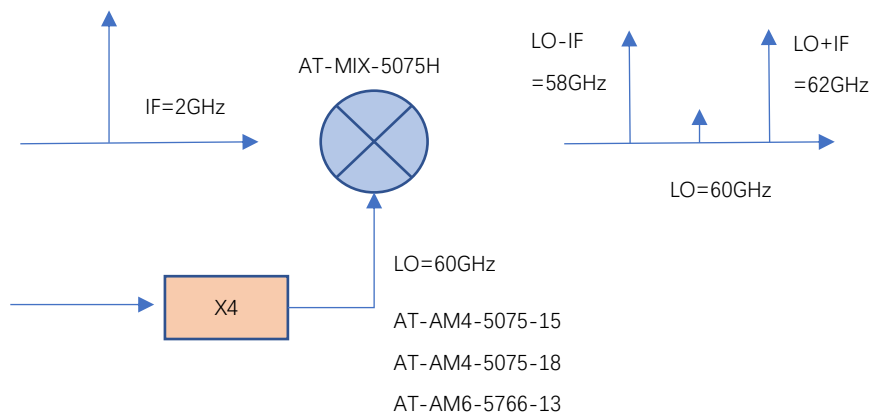 IF=2GHz
AT-MIX-5075H
LO-IF
=58GHz
LO+IF
=62GHz
LO=60GHz
X4
LO=60GHz
AT-AM4-5075-15
AT-AM4-5075-18
AT-AM6-5766-13